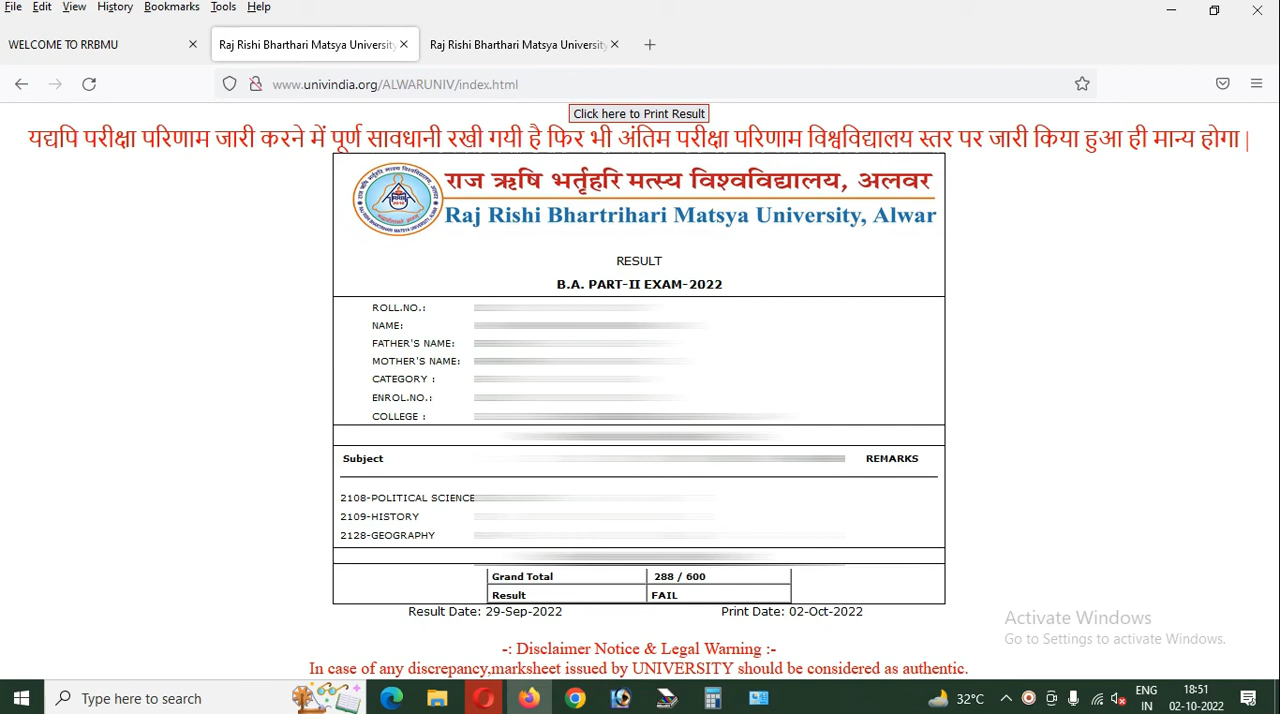 File Edit View History Bookmarks Tools Help
WELCOME TO RRBMU
Raj Rishi Bharthari Matsya University
Raj Rishi Bharthari Matsya University
www.univindia.org/ALWARUNIV/index.html
Click here to Print Result
यद्यपि परीक्षा परिणाम जारी करने में पूर्ण सावधानी रखी गयी है फिर भी अंतिम परीक्षा परिणाम विश्वविद्यालय स्तर पर जारी किया हुआ ही मान्य होगा |
राज ऋषि भर्तृहरि मत्स्य विश्वविद्यालय, अलवर
Raj Rishi Bhartrihari Matsya University, Alwar
RESULT
B.A. PART-II EXAM-2022
ROLL.NO.:
NAME:
FATHER'S NAME:
MOTHER'S NAME:
CATEGORY :
ENROL.NO.:
COLLEGE :
Subject REMARKS
2108-POLITICAL SCIENCE
2109-HISTORY
2128-GEOGRAPHY
Grand Total 288 / 600
Result FAIL
Result Date: 29-Sep-2022 Print Date: 02-Oct-2022
Activate Windows
Go to Settings to activate Windows.
-: Disclaimer Notice & Legal Warning :-
In case of any discrepancy,marksheet issued by UNIVERSITY should be considered as authentic.
Type here to search
32°C
ENG
IN
18:51
02-10-2022